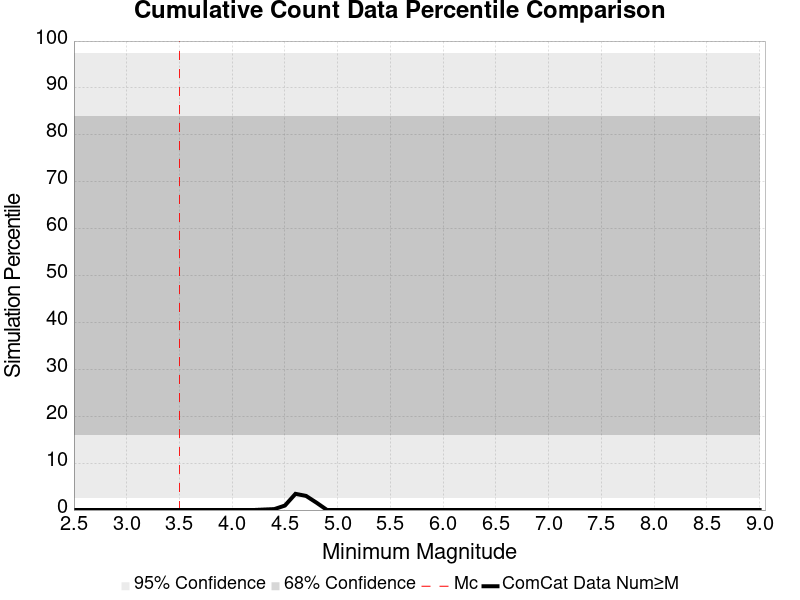 Cumulative Count Data Percentile Comparison
100
90
80
70
60
50
40
30
20
10
0
Simulation Percentile
2.5 3.0 3.5 4.0 4.5 5.0 5.5 6.0 6.5 7.0 7.5 8.0 8.5 9.0
Minimum Magnitude
95% Confidence 68% Confidence Mc ComCat Data Num≥M